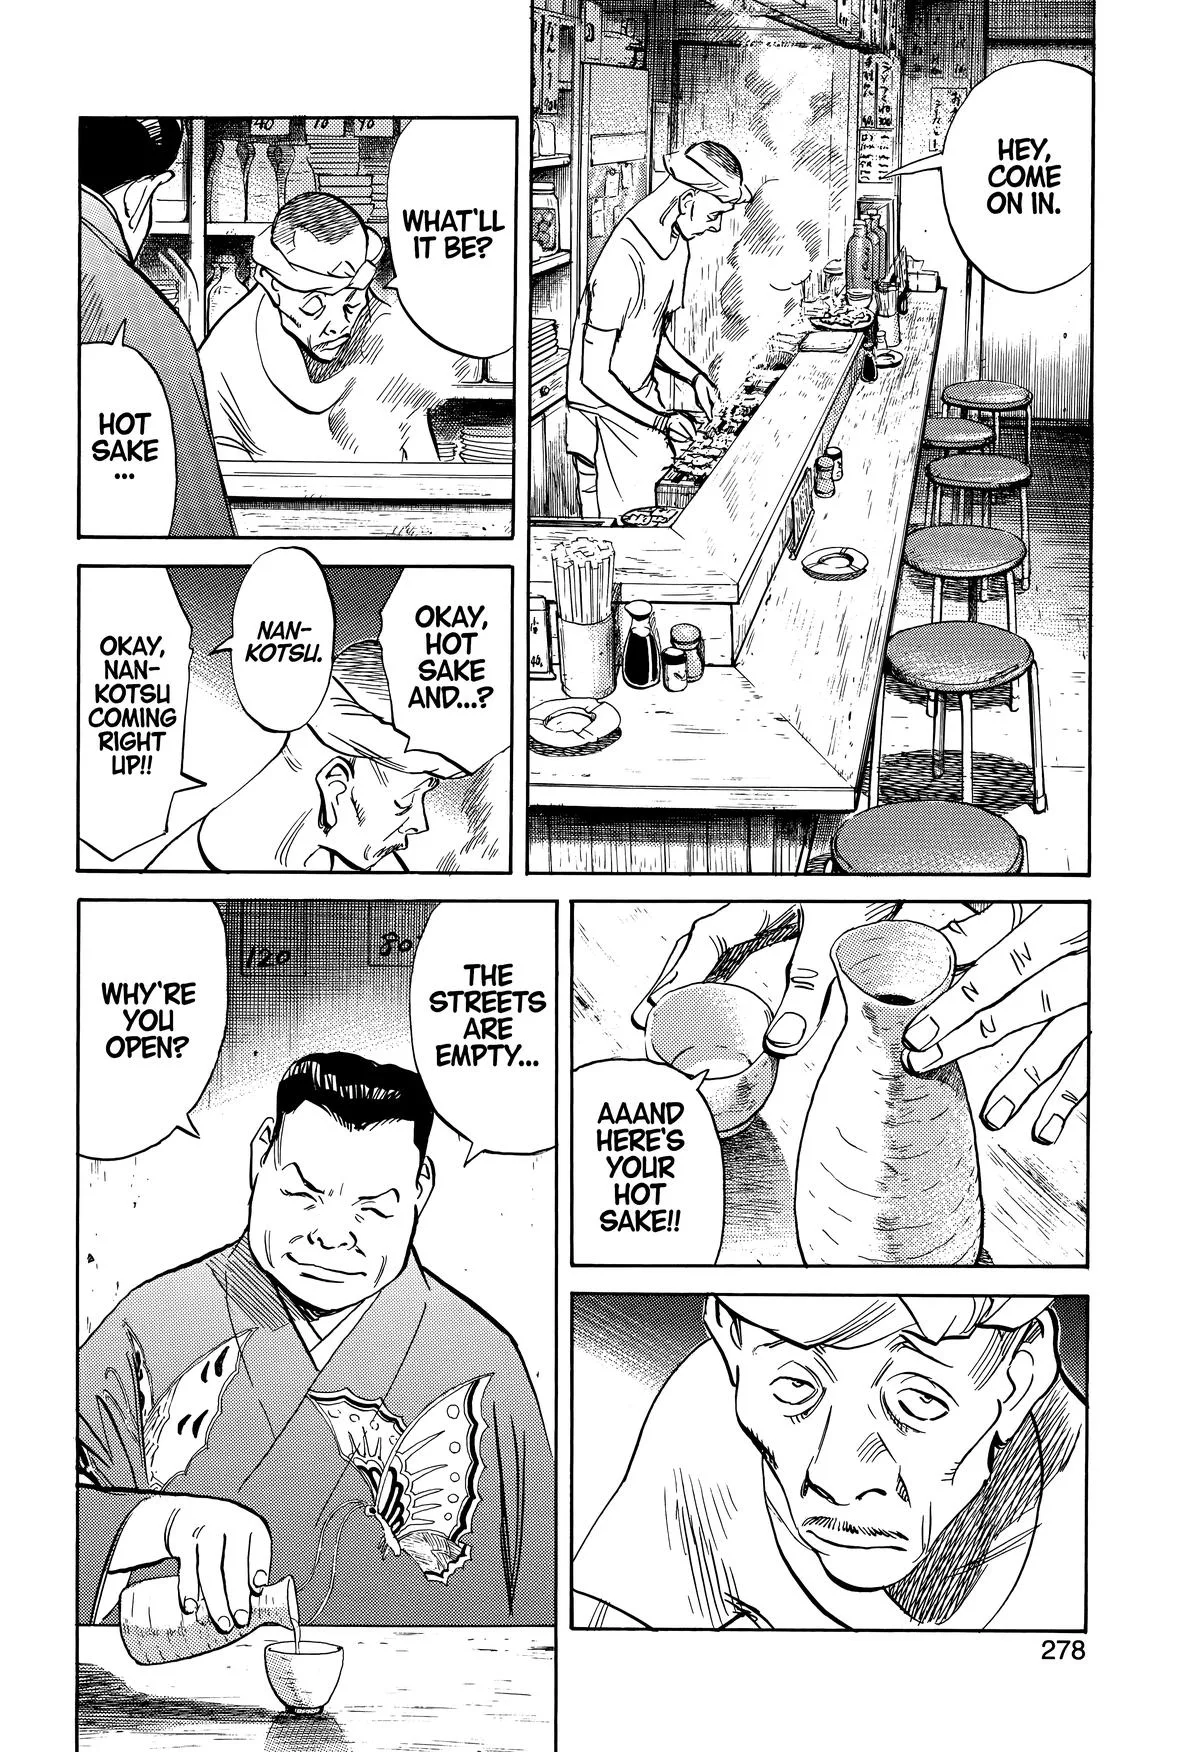 HEY,
COME
ON IN.
WHAT'LL
IT BE?
HOT
SAKE
...
OKAY,
HOT
SAKE
AND...?
NAN-
KOTSU.
OKAY,
NAN-
KOTSU
COMING
RIGHT
UP!!
AAAND
HERE'S
YOUR
HOT
SAKE!!
THE
STREETS
ARE
EMPTY...
WHY'RE
YOU
OPEN?
120
80
278